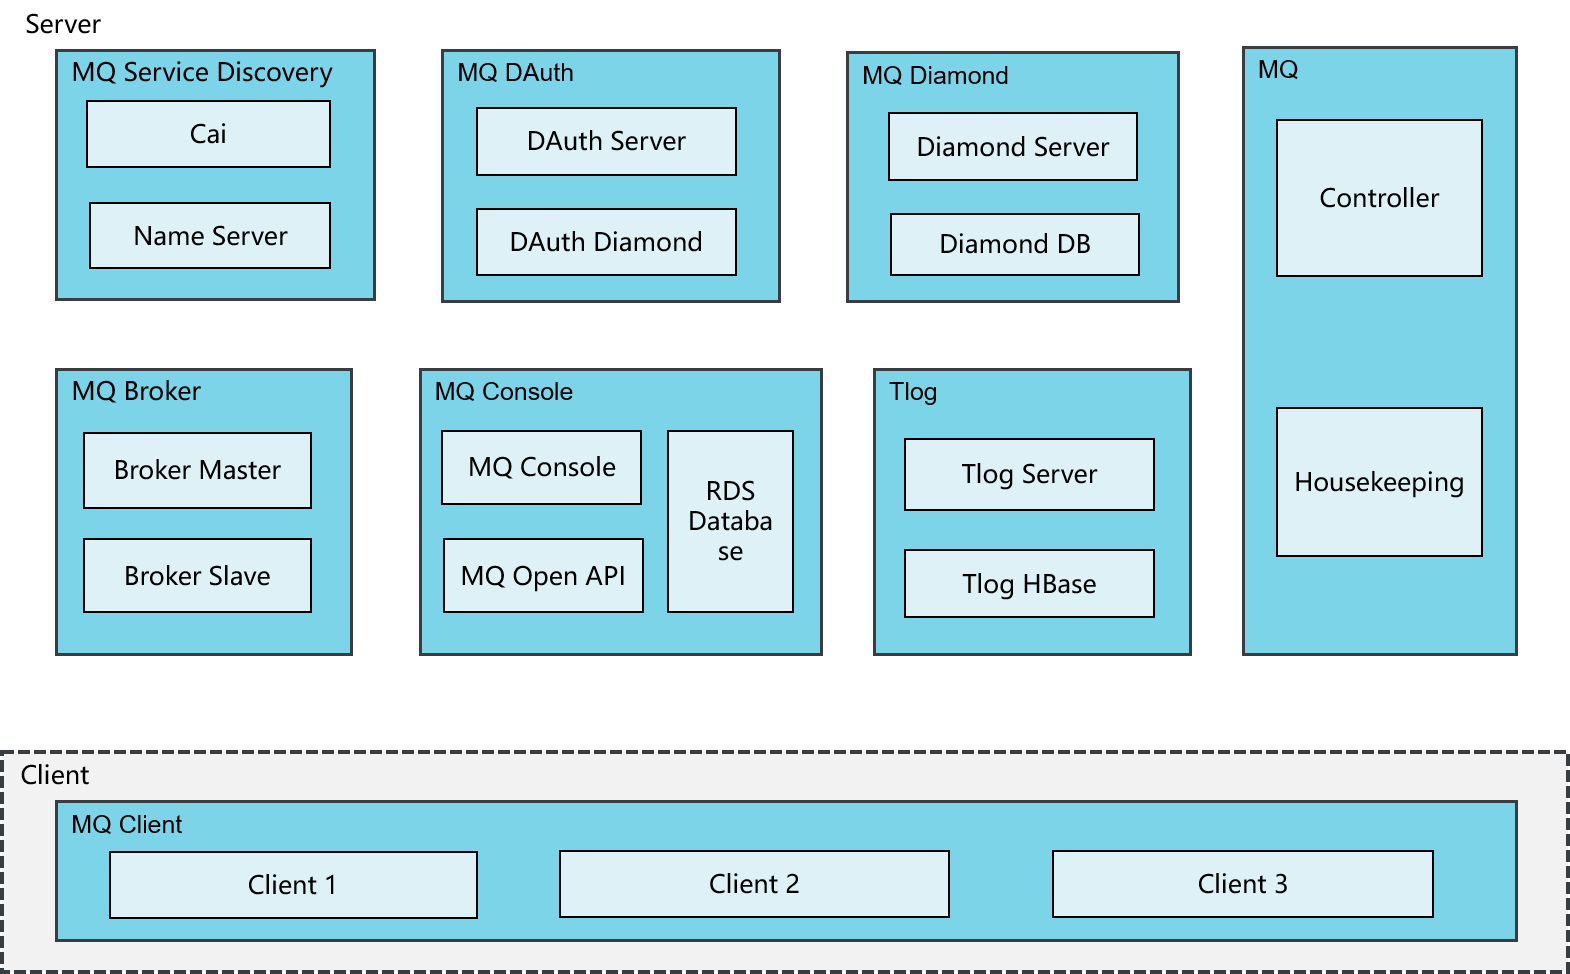 Server
MQ Service Discovery
Cai
Name Server
MQ DAuth
DAuth Server
DAuth Diamond
MQ Diamond
Diamond Server
Diamond DB
MQ
Controller
Housekeeping
MQ Broker
Broker Master
Broker Slave
MQ Console
MQ Console
MQ Open API
RDS
Databa
se
Tlog
Tlog Server
Tlog HBase
Client
MQ Client
Client 1
Client 2
Client 3